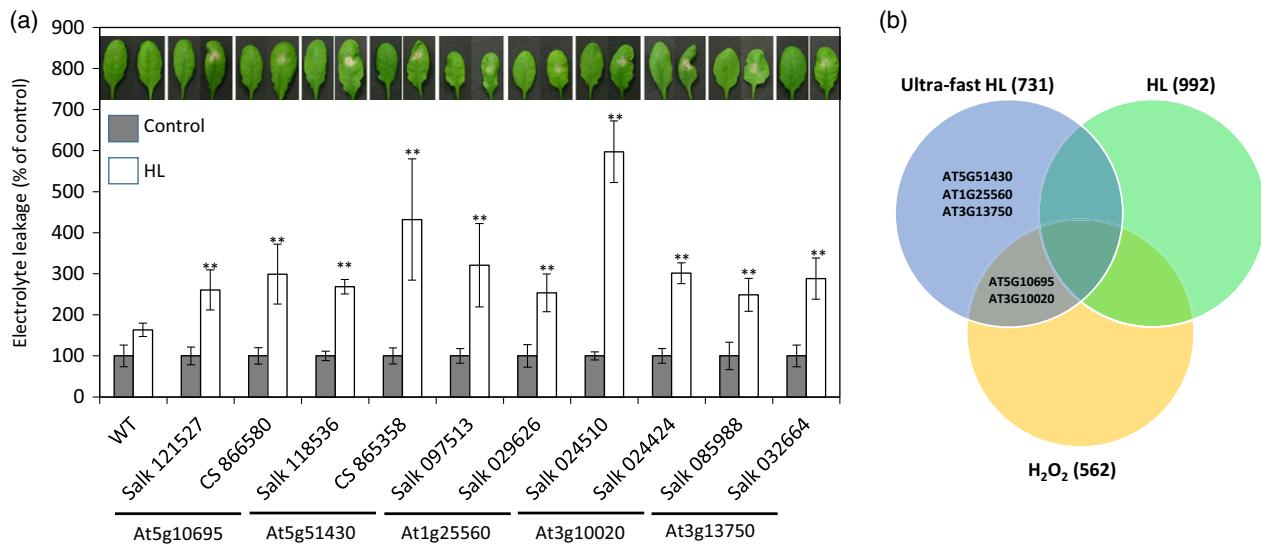 (a)
900
800
700
600
500
400
300
200
100
0
Electrolyte leakage (% of control)
Control
HL
**
**
**
**
**
**
**
**
**
**
WT
Salk 121527
CS 866580
Salk 118536
CS 865358
Salk 097513
Salk 029626
Salk 024510
Salk 024424
Salk 085988
Salk 032664
At5g10695
At5g51430
At1g25560
At3g10020
At3g13750
(b)
Ultra-fast HL (731)
HL (992)
AT5G51430
AT1G25560
AT3G13750
AT5G10695
AT3G10020
H₂O₂ (562)